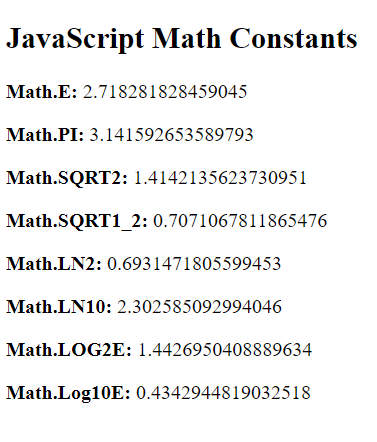 JavaScript Math Constants
Math.E: 2.718281828459045
Math.PI: 3.141592653589793
Math.SQRT2: 1.4142135623730951
Math.SQRT1_2: 0.7071067811865476
Math.LN2: 0.6931471805599453
Math.LN10: 2.302585092994046
Math.LOG2E: 1.4426950408889634
Math.Log10E: 0.4342944819032518